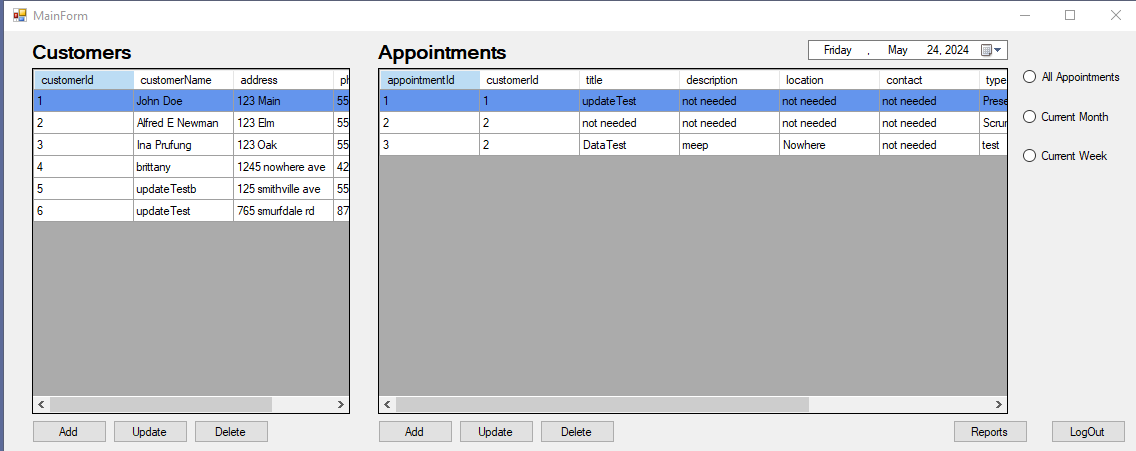 MainForm
Customers
Appointments
Friday , May 24, 2024
customerId customerName address ph
1 John Doe 123 Main 55
2 Alfred E Newman 123 Elm 55
3 Ina Prufung 123 Oak 55
4 brittany 1245 nowhere ave 42
5 updateTestb 125 smithville ave 55
6 updateTest 765 smurfdale rd 87
appointmentId customerId title description location contact type
1 1 updateTest not needed not needed not needed Prese
2 2 not needed not needed not needed not needed Scrun
3 2 DataTest meep Nowhere not needed test
All Appointments
Current Month
Current Week
Add Update Delete
Add Update Delete
Reports LogOut